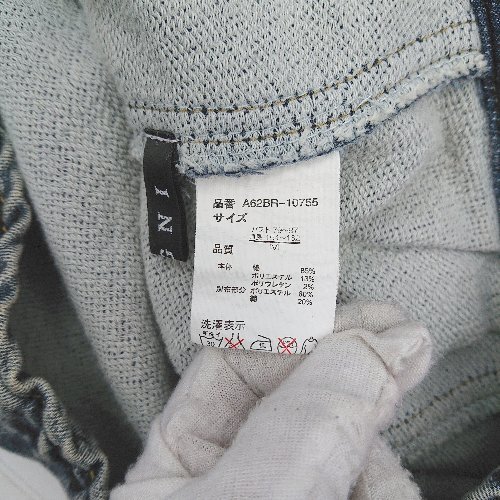 INE
品番 A62BR-10755
サイズ
M
品質
本体 綿 85%
ポリエステル 13%
ポリウレタン 2%
別布部分 ポリエステル 80%
綿 20%
洗濯表示